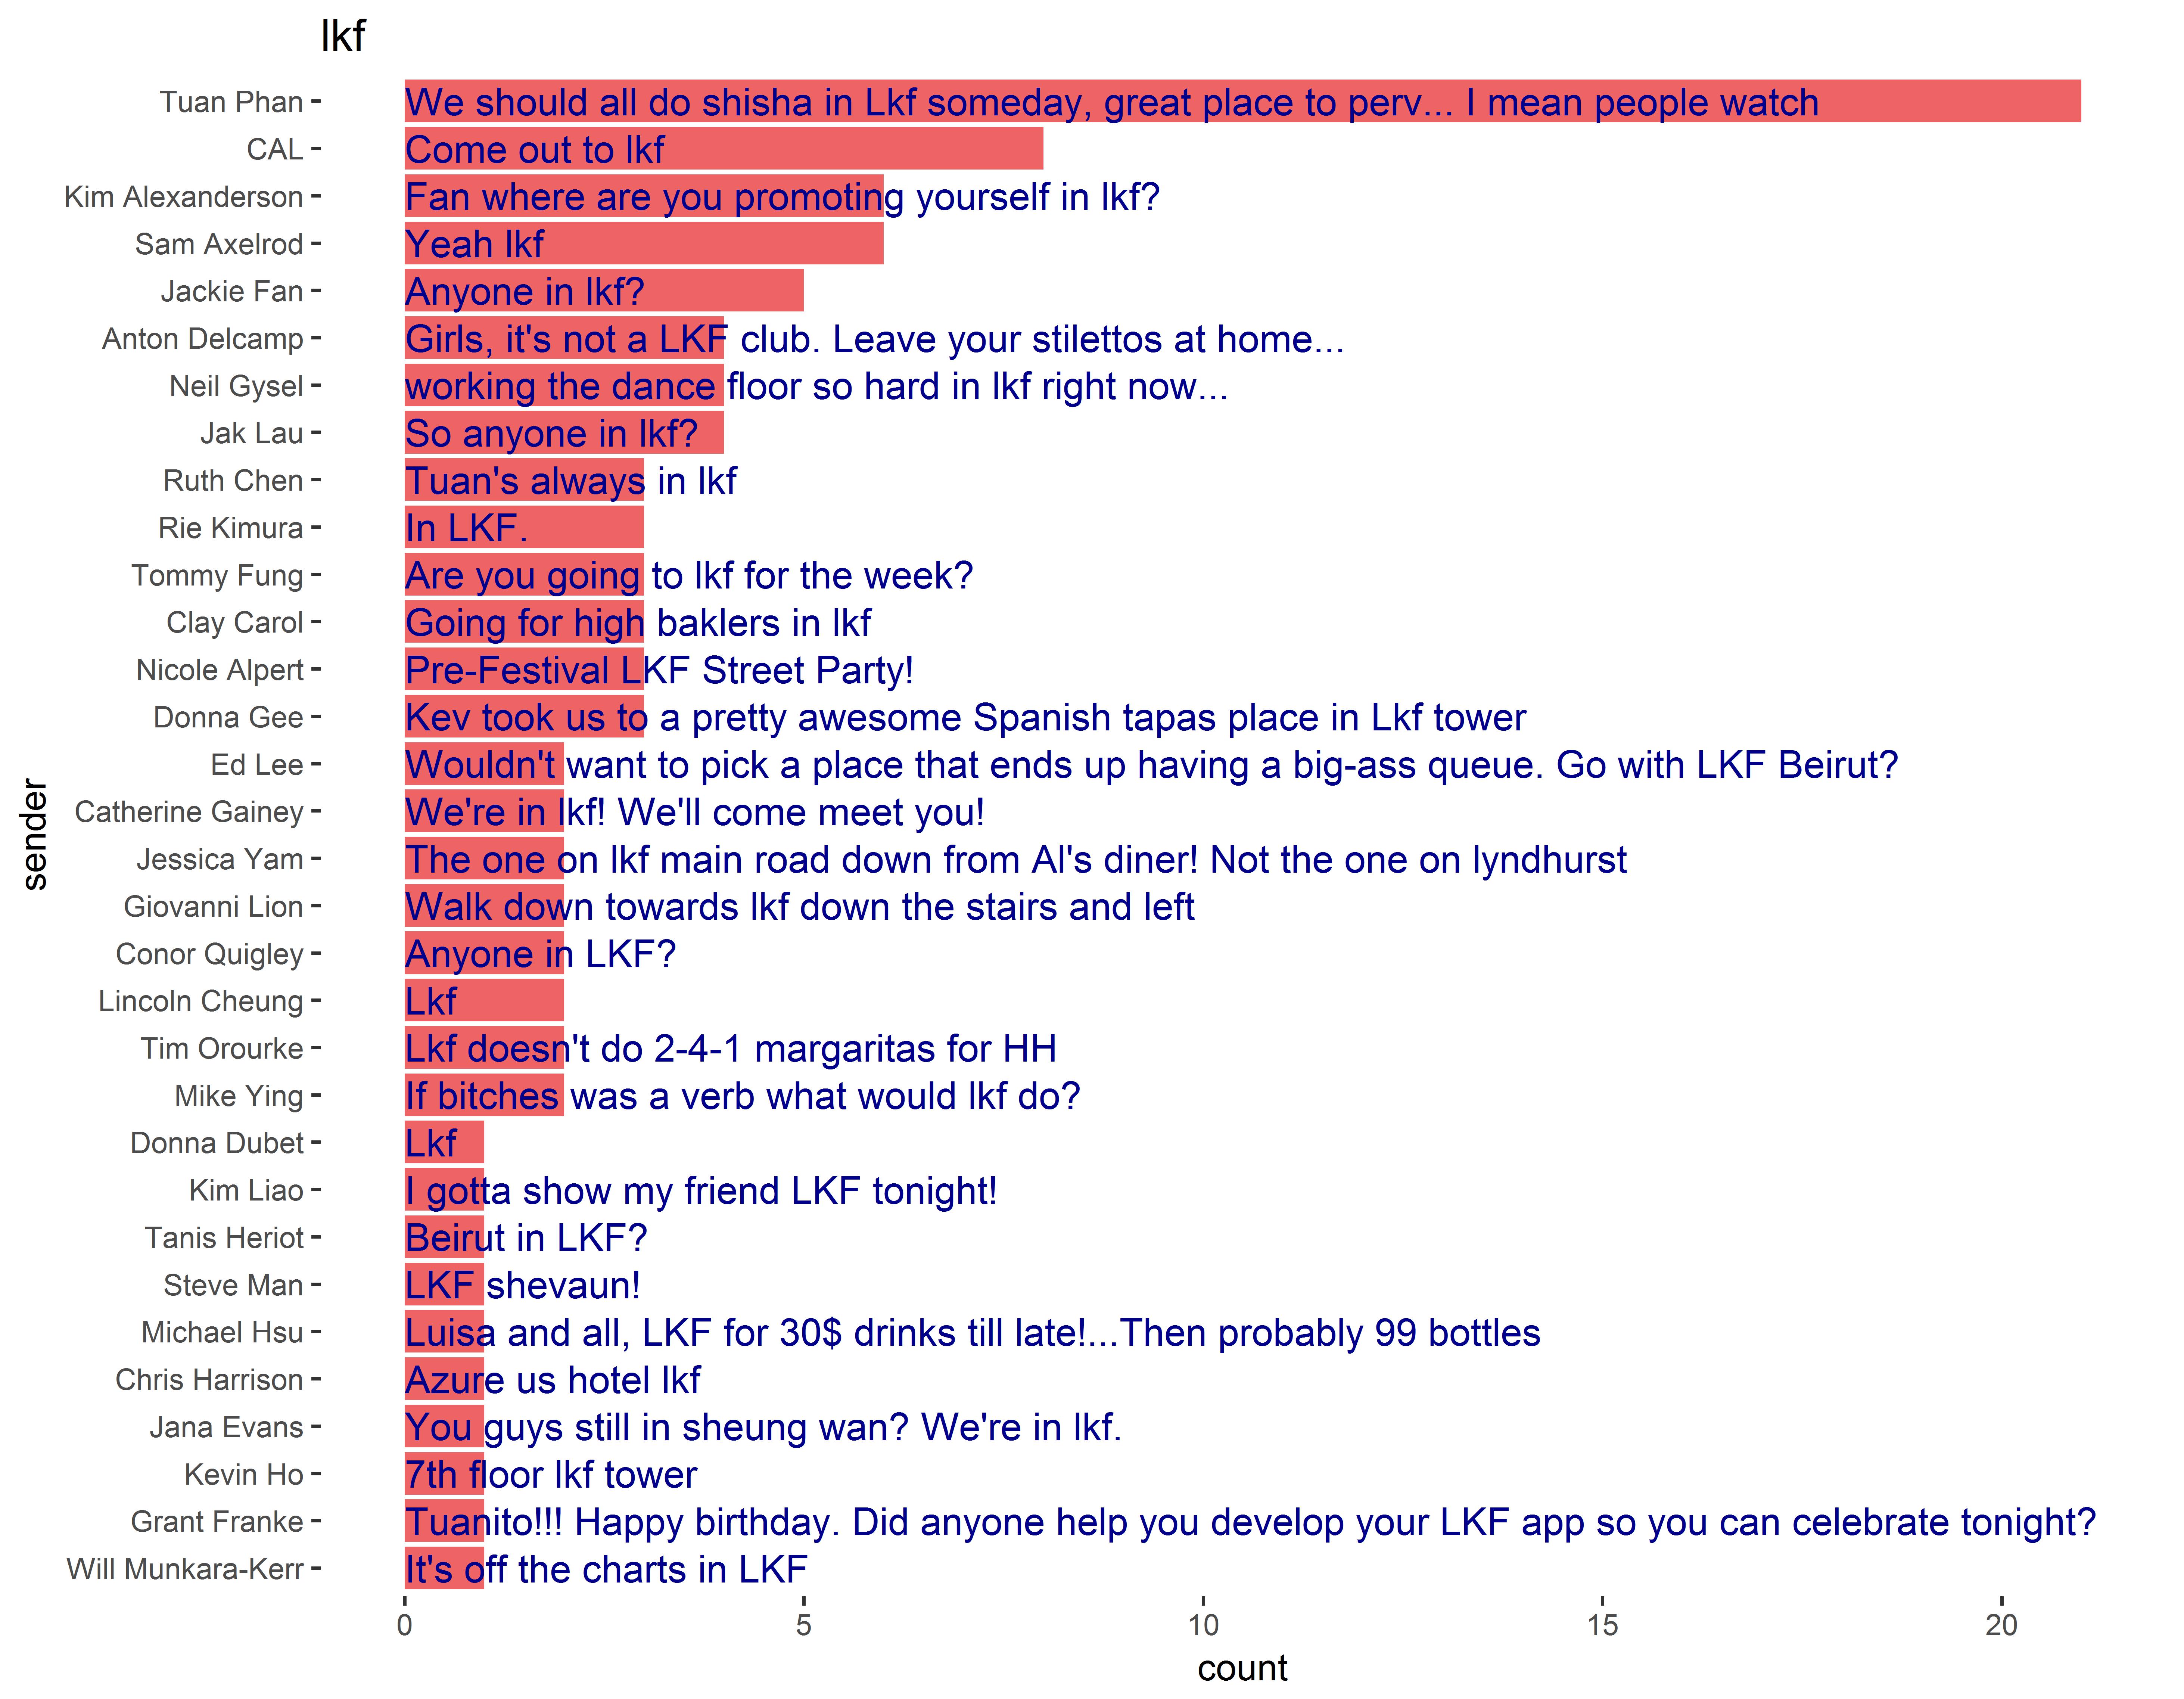 lkf
Tuan Phan We should all do shisha in Lkf someday, great place to perv... I mean people watch
CAL Come out to lkf
Kim Alexanderson Fan where are you promoting yourself in lkf?
Sam Axelrod Yeah lkf
Jackie Fan Anyone in lkf?
Anton Delcamp Girls, it's not a LKF club. Leave your stilettos at home...
Neil Gysel working the dance floor so hard in lkf right now...
Jak Lau So anyone in lkf?
Ruth Chen Tuan's always in lkf
Rie Kimura In LKF.
Tommy Fung Are you going to lkf for the week?
Clay Carol Going for high baklers in lkf
Nicole Alpert Pre-Festival LKF Street Party!
Donna Gee Kev took us to a pretty awesome Spanish tapas place in Lkf tower
Ed Lee Wouldn't want to pick a place that ends up having a big-ass queue. Go with LKF Beirut?
Catherine Gainey We're in lkf! We'll come meet you!
Jessica Yam The one on lkf main road down from Al's diner! Not the one on lyndhurst
Giovanni Lion Walk down towards lkf down the stairs and left
Conor Quigley Anyone in LKF?
Lincoln Cheung Lkf
Tim Orourke Lkf doesn't do 2-4-1 margaritas for HH
Mike Ying If bitches was a verb what would lkf do?
Donna Dubet Lkf
Kim Liao I gotta show my friend LKF tonight!
Tanis Heriot Beirut in LKF?
Steve Man LKF shevaun!
Michael Hsu Luisa and all, LKF for 30$ drinks till late!...Then probably 99 bottles
Chris Harrison Azure us hotel lkf
Jana Evans You guys still in sheung wan? We're in lkf.
Kevin Ho 7th floor lkf tower
Grant Franke Tuanito!!! Happy birthday. Did anyone help you develop your LKF app so you can celebrate tonight?
Will Munkara-Kerr It's off the charts in LKF
sender
0 5 10 15 20
count